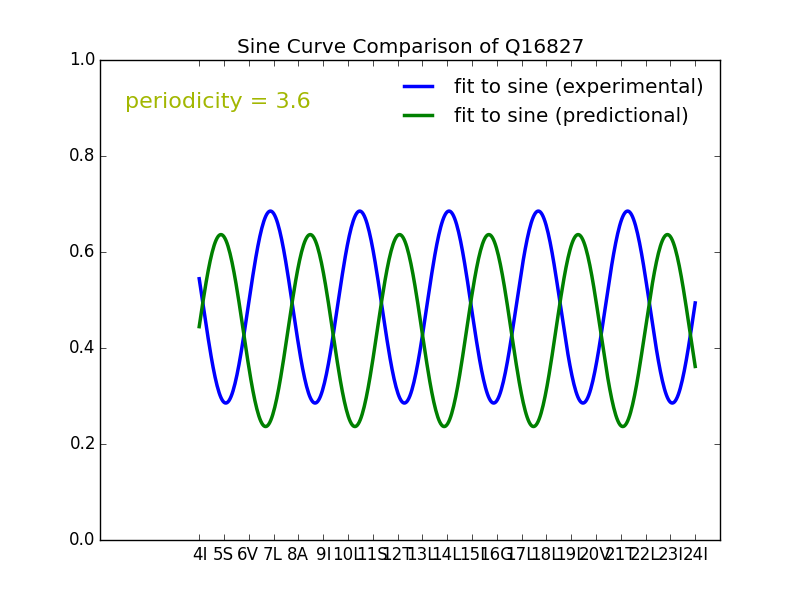 Sine Curve Comparison of Q16827
1.0
periodicity = 3.6
fit to sine (experimental)
fit to sine (predictional)
0.8
0.6
0.4
0.2
0.0
4I 5S 6V 7L 8A 9I 10L 11S 12T 13L 14L 15L 16G 17L 18L 19L 20V 21T 22L 23I 24I